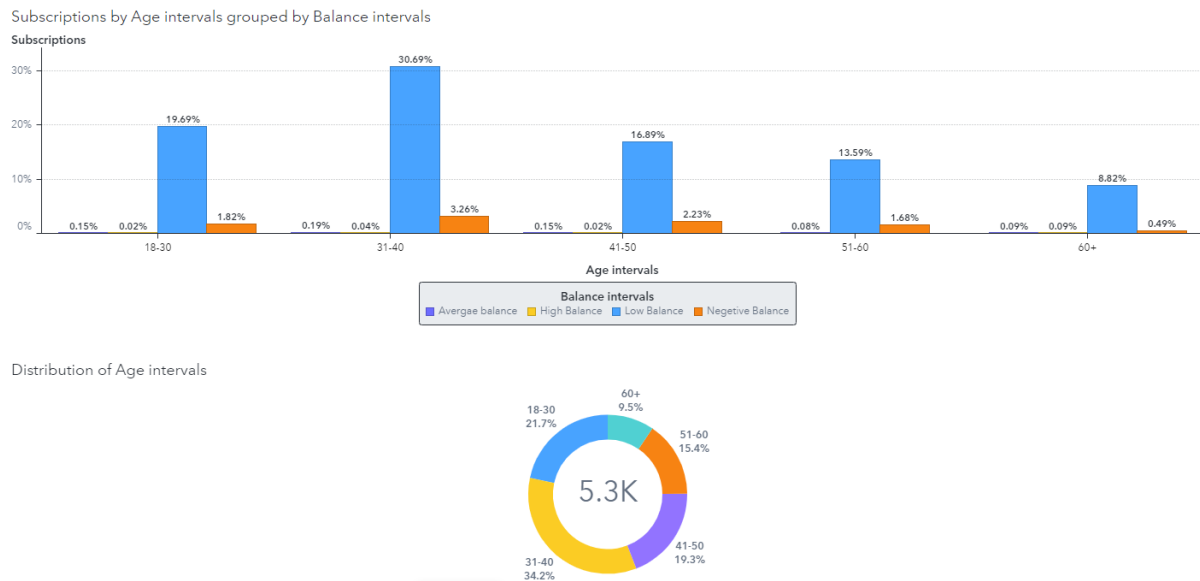 Subscriptions by Age intervals grouped by Balance intervals
Subscriptions
30%
20%
10%
0%
0.15% 0.02% 19.69% 1.82%
0.19% 0.04% 30.69% 3.26%
0.15% 0.02% 16.89% 2.23%
0.08% 13.59% 1.68%
0.09% 0.09% 8.82% 0.49%
18-30 31-40 41-50 51-60 60+
Age intervals
Balance intervals
Avergae balance High Balance Low Balance Negetive Balance
Distribution of Age intervals
60+
9.5%
18-30
21.7%
51-60
15.4%
5.3K
41-50
19.3%
31-40
34.2%